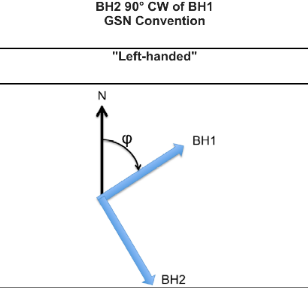 BH2 90° CW of BH1
GSN Convention
"Left-handed"
N
φ
BH1
BH2